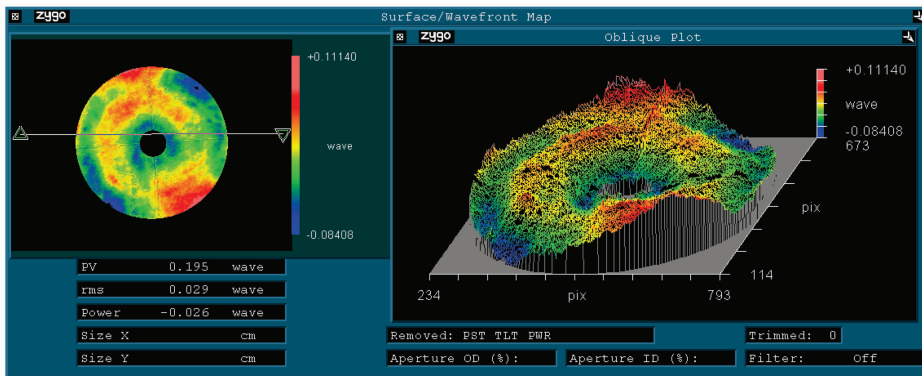 zygo Surface/Wavefront Map
+0.11140
wave
-0.08408
PV 0.195 wave
rms 0.029 wave
Power -0.026 wave
Size X cm
Size Y cm
zygo Oblique Plot
+0.11140
wave
-0.08408
673
pix
114
234 pix 793
Removed: PST TLT PWR Trimmed: 0
Aperture OD (%): Aperture ID (%): Filter: Off